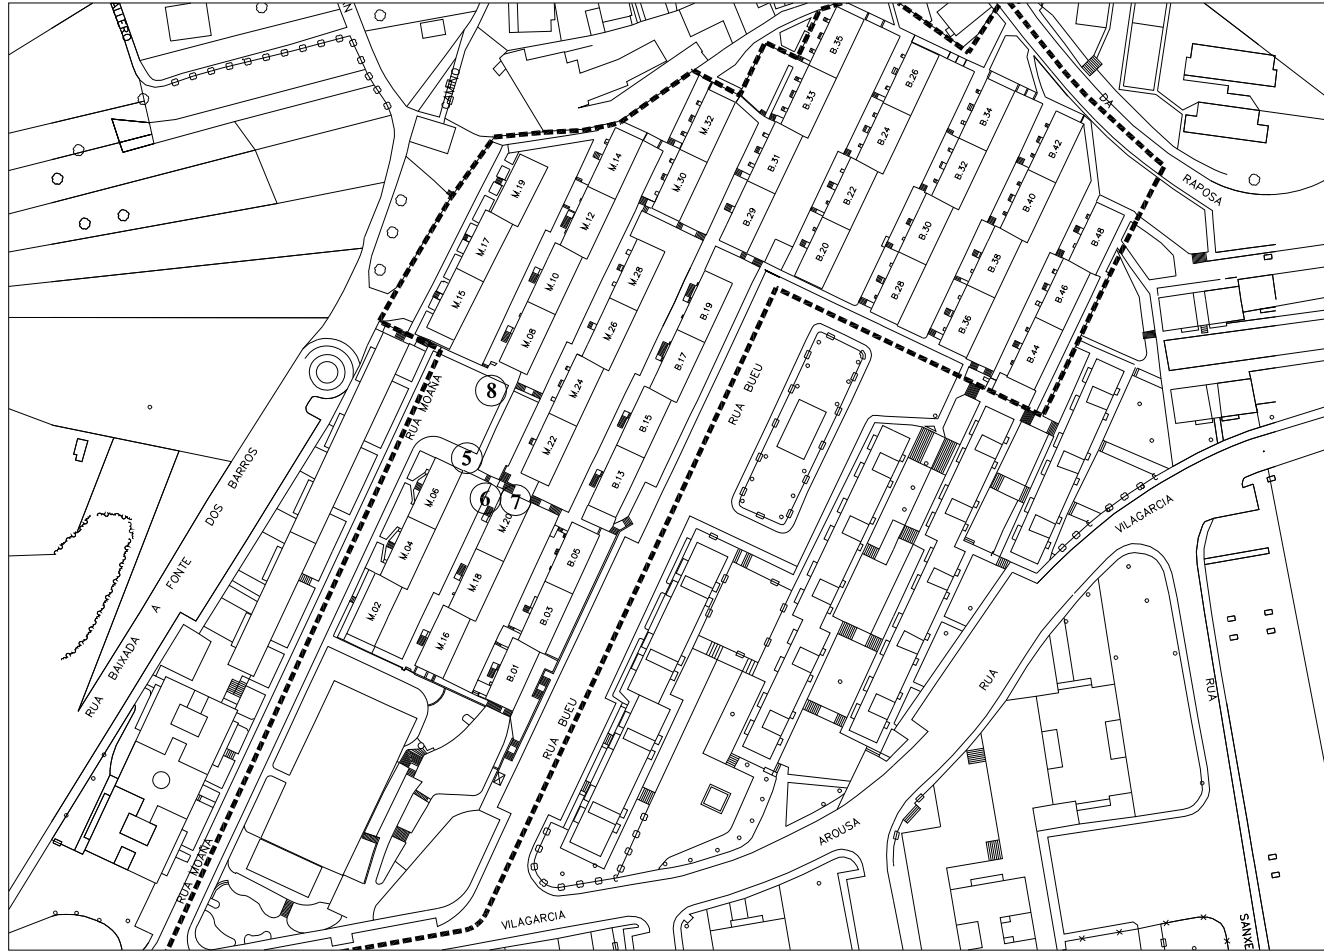 ALLERO
CAMINO
DA
RAPOSA
B.35
B.33
B.26
B.24
B.34
B.32
B.42
B.40
B.48
B.46
B.44
B.31
B.29
B.22
B.20
B.30
B.28
B.38
B.36
M.32
M.30
M.14
M.12
M.10
M.08
M.19
M.17
M.15
M.28
M.26
M.24
M.22
B.19
B.17
B.15
B.13
RUA MOAÑA
8
5
6
7
M.06
M.04
M.02
M.20
M.18
M.16
B.05
B.03
B.01
RUA BUEU
RUA BUEU
RUA BAIXADA A FONTE DOS BARROS
RUA MOAÑA
VILAGARCIA
AROUSA
RUA
VILAGARCIA
RUA
SANXE